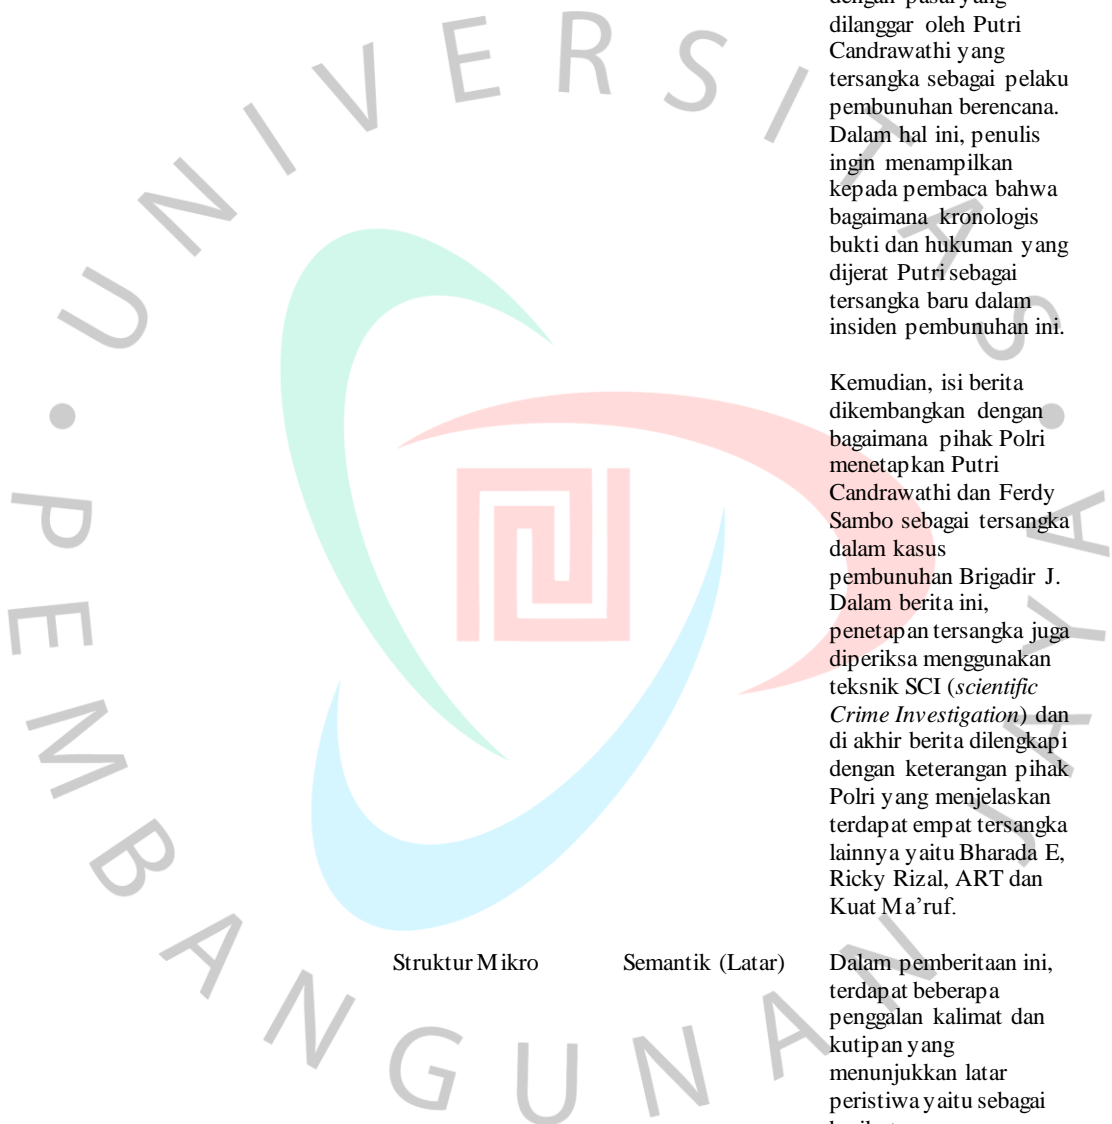 dengan pasal yang
dilanggar oleh Putri
Candrawathi yang
tersangka sebagai pelaku
pembunuhan berencana.
Dalam hal ini, penulis
ingin menampilkan
kepada pembaca bahwa
bagaimana kronologis
bukti dan hukuman yang
dijerat Putri sebagai
tersangka baru dalam
insiden pembunuhan ini.
Kemudian, isi berita
dikembangkan dengan
bagaimana pihak Polri
menetapkan Putri
Candrawathi dan Ferdy
Sambo sebagai tersangka
dalam kasus
pembunuhan Brigadir J.
Dalam berita ini,
penetapan tersangka juga
diperiksa menggunakan
teksnik SCI (scientific
Crime Investigation) dan
di akhir berita dilengkapi
dengan keterangan pihak
Polri yang menjelaskan
terdapat empat tersangka
lainnya yaitu Bharada E,
Ricky Rizal, ART dan
Kuat Ma’ruf.
Struktur Mikro Semantik (Latar) Dalam pemberitaan ini,
terdapat beberapa
penggalan kalimat dan
kutipan yang
menunjukkan latar
peristiwa yaitu sebagai
UNIVERSITAS • PEMBANGUNAN JAYA •